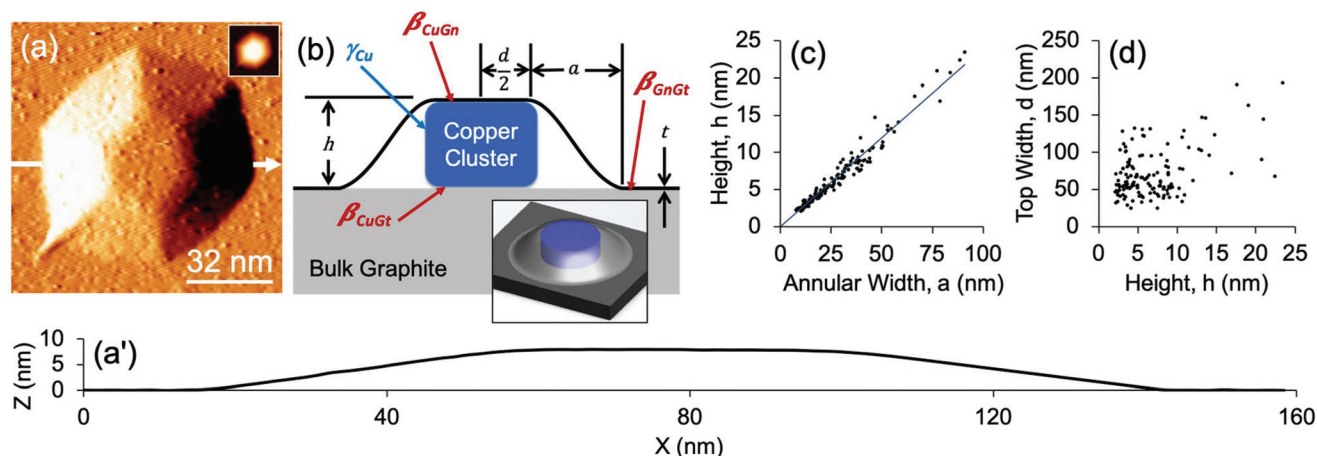 (a)
32 nm
(b)
γCu
βCuGn
d/2
a
βGnGt
h
Copper
Cluster
t
βCuGt
Bulk Graphite
(c)
Height, h (nm)
25
20
15
10
5
0
0 25 50 75 100
Annular Width, a (nm)
(d)
Top Width, d (nm)
250
200
150
100
50
0
0 5 10 15 20 25
Height, h (nm)
(a')
Z (nm)
10
5
0
0 40 80 120 160
X (nm)